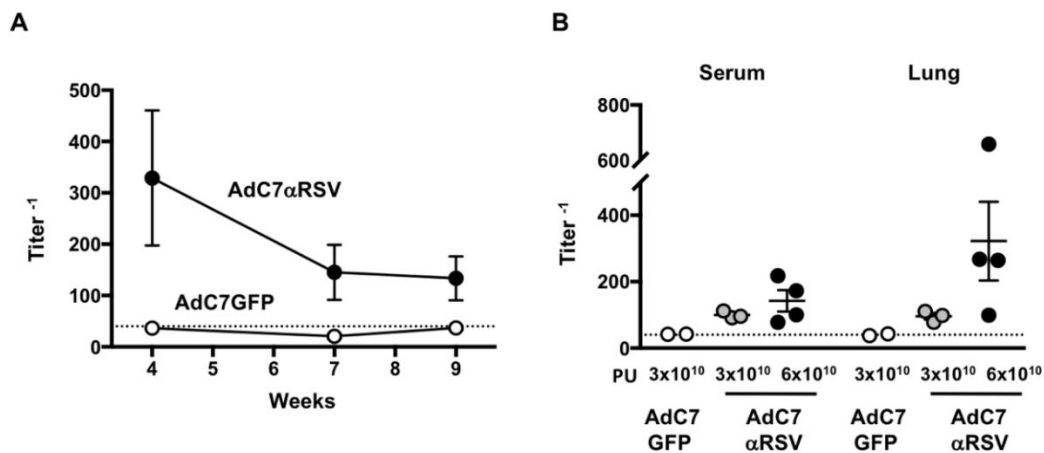 A
500
400
300
200
100
0
Titer -1
AdC7αRSV
AdC7GFP
4 5 6 7 8 9
Weeks
B
Serum Lung
800
600
400
200
0
Titer -1
PU 3x10¹⁰ 3x10¹⁰ 6x10¹⁰ 3x10¹⁰ 3x10¹⁰ 6x10¹⁰
AdC7 AdC7 AdC7 AdC7
GFP αRSV GFP αRSV